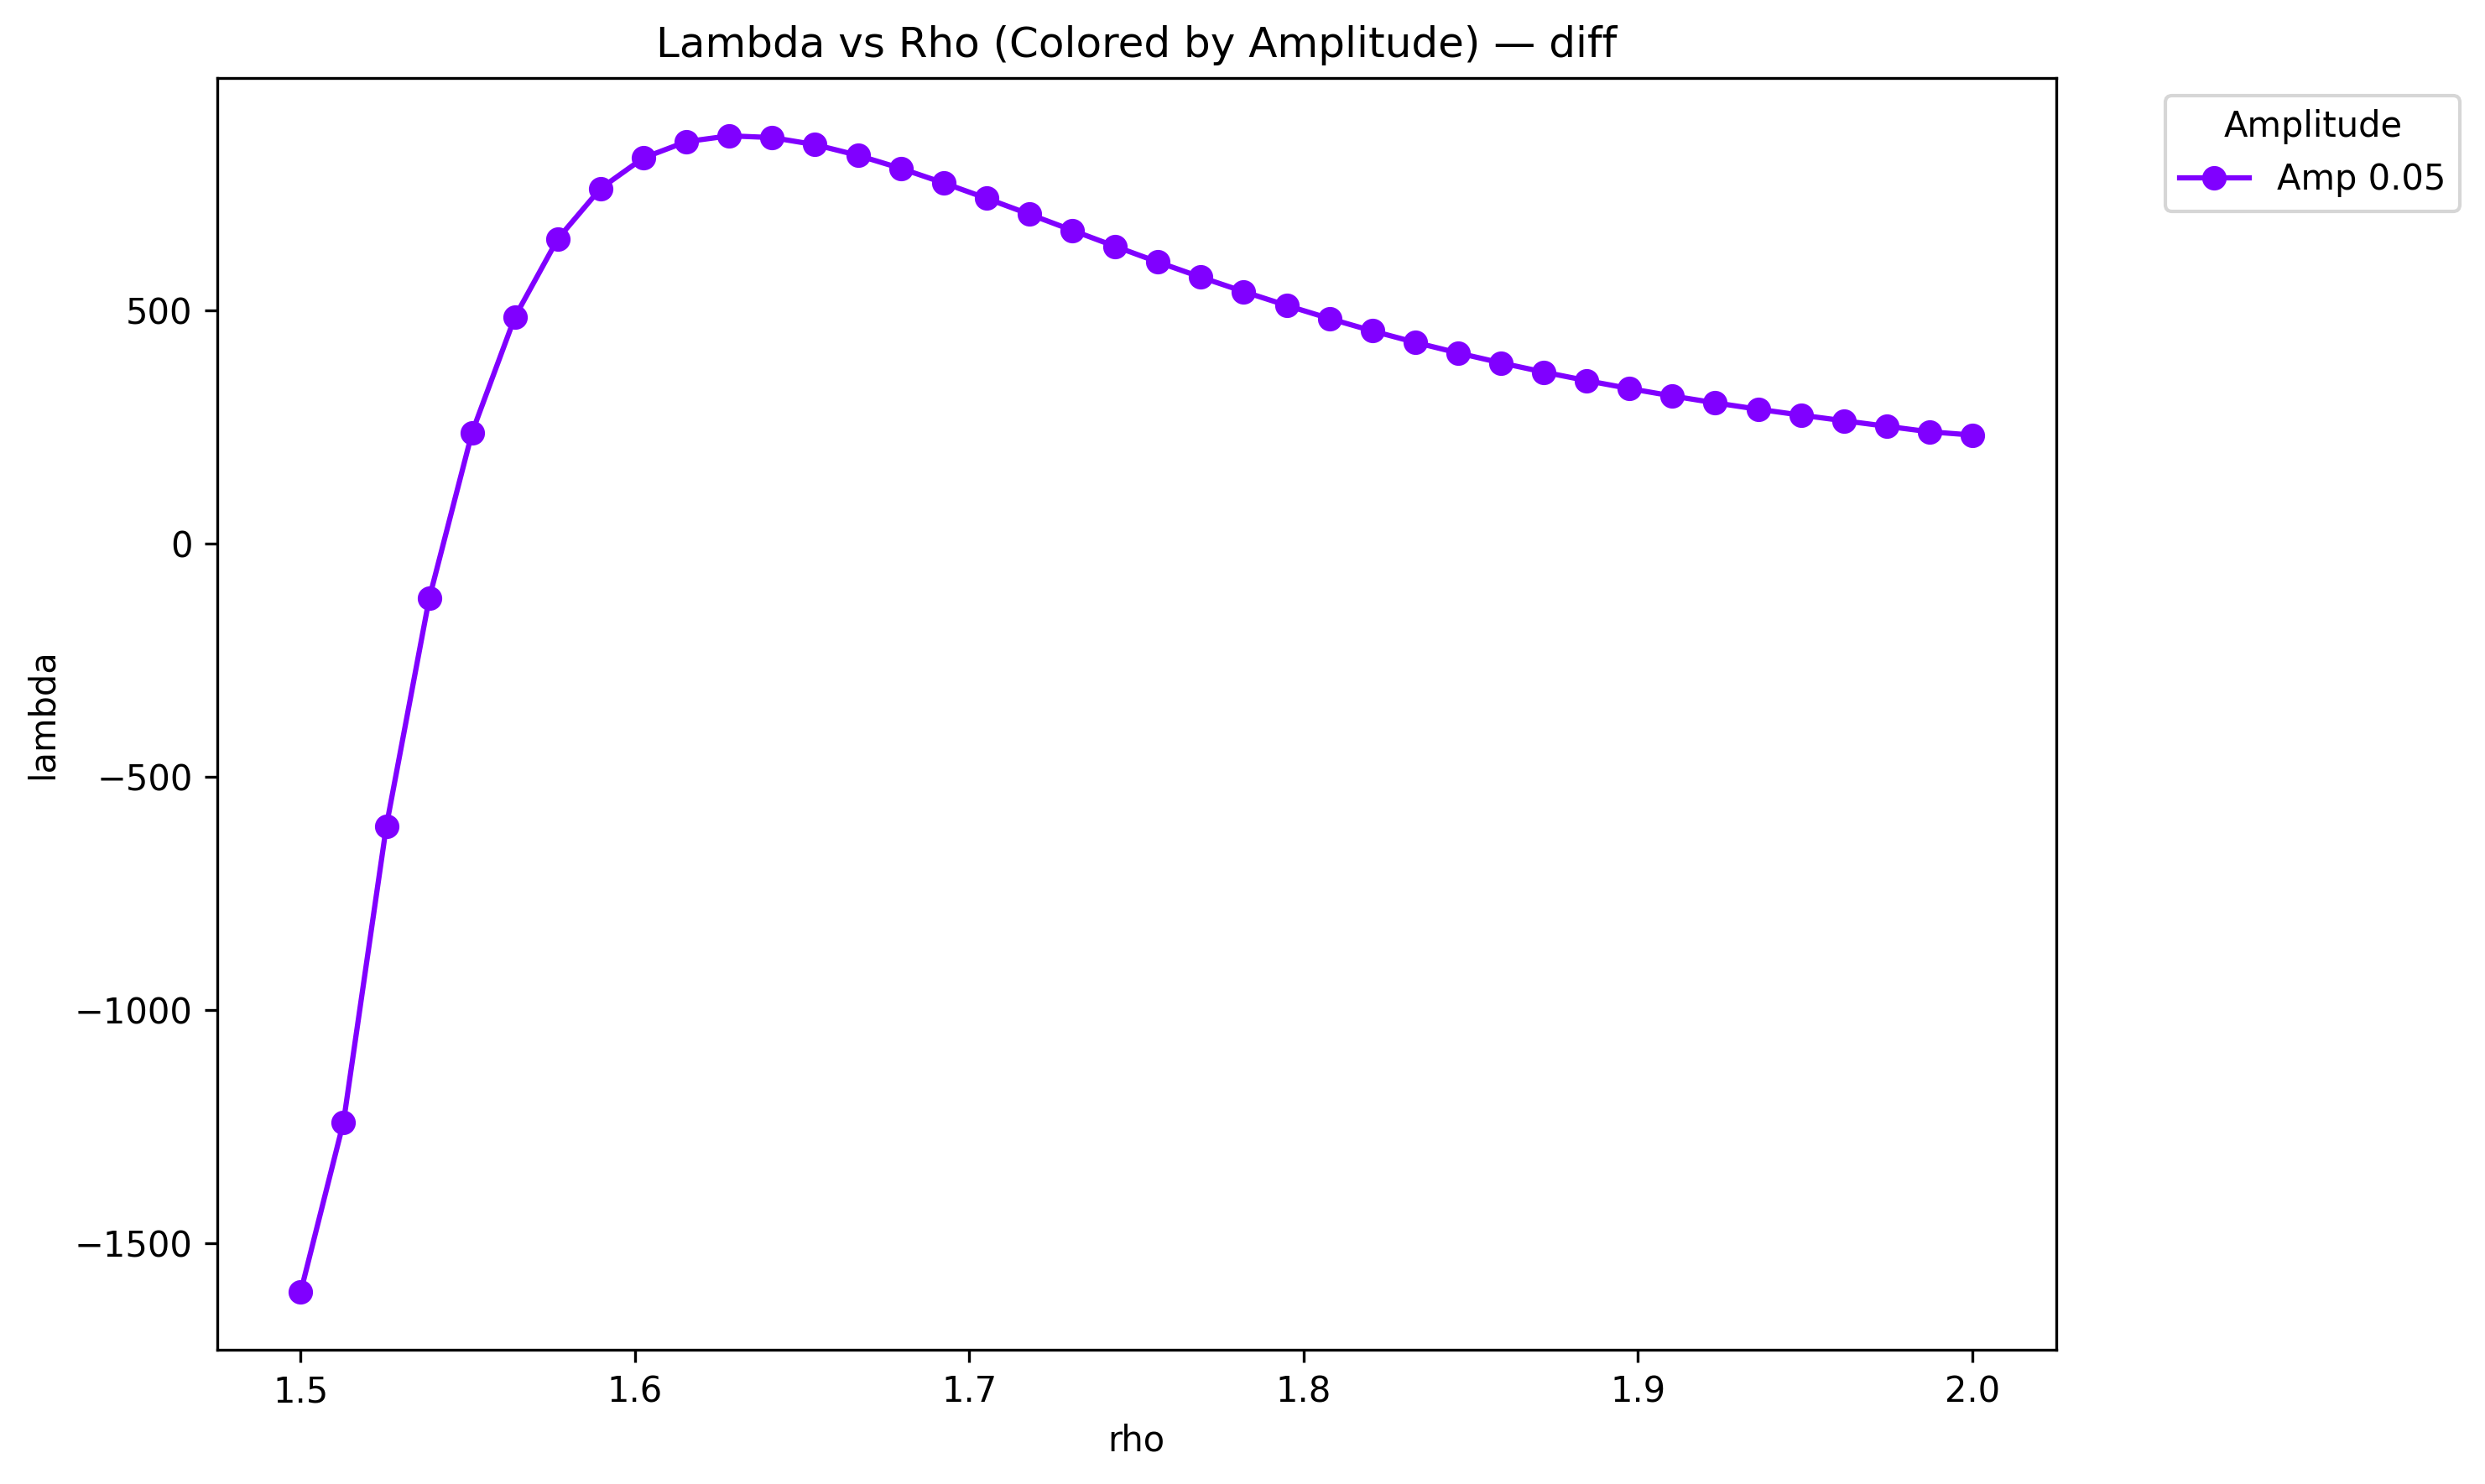 Lambda vs Rho (Colored by Amplitude) — diff
Amplitude
Amp 0.05
500
0
−500
−1000
−1500
lambda
1.5 1.6 1.7 1.8 1.9 2.0
rho